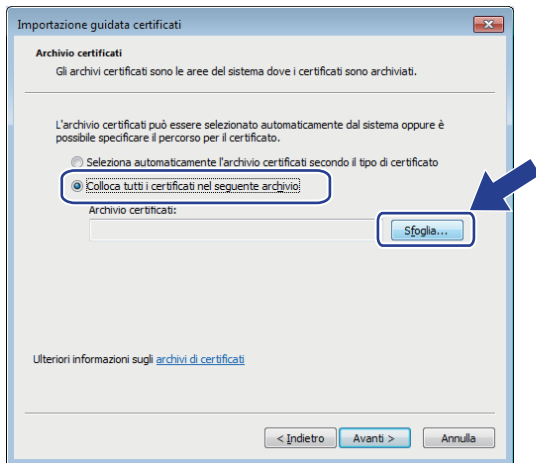 Importazione guidata certificati
Archivio certificati
Gli archivi certificati sono le aree del sistema dove i certificati sono archiviati.
L'archivio certificati può essere selezionato automaticamente dal sistema oppure è
possibile specificare il percorso per il certificato.
Seleziona automaticamente l'archivio certificati secondo il tipo di certificato
Colloca tutti i certificati nel seguente archivio
Archivio certificati:
Sfoglia...
Ulteriori informazioni sugli archivi di certificati
< Indietro Avanti > Annulla